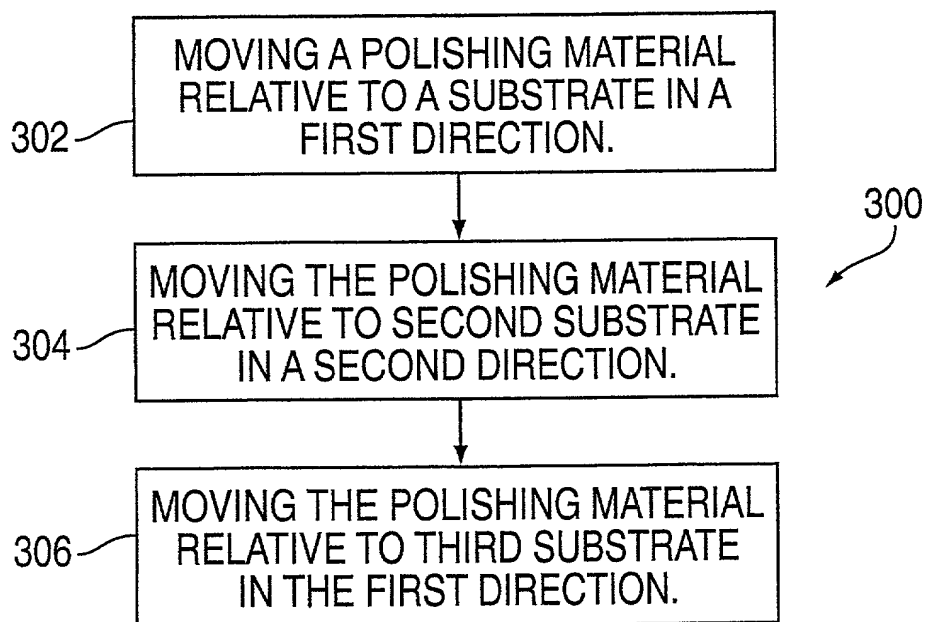 MOVING A POLISHING MATERIAL
RELATIVE TO A SUBSTRATE IN A
FIRST DIRECTION.
302
300
MOVING THE POLISHING MATERIAL
RELATIVE TO SECOND SUBSTRATE
IN A SECOND DIRECTION.
304
MOVING THE POLISHING MATERIAL
RELATIVE TO THIRD SUBSTRATE
IN THE FIRST DIRECTION.
306